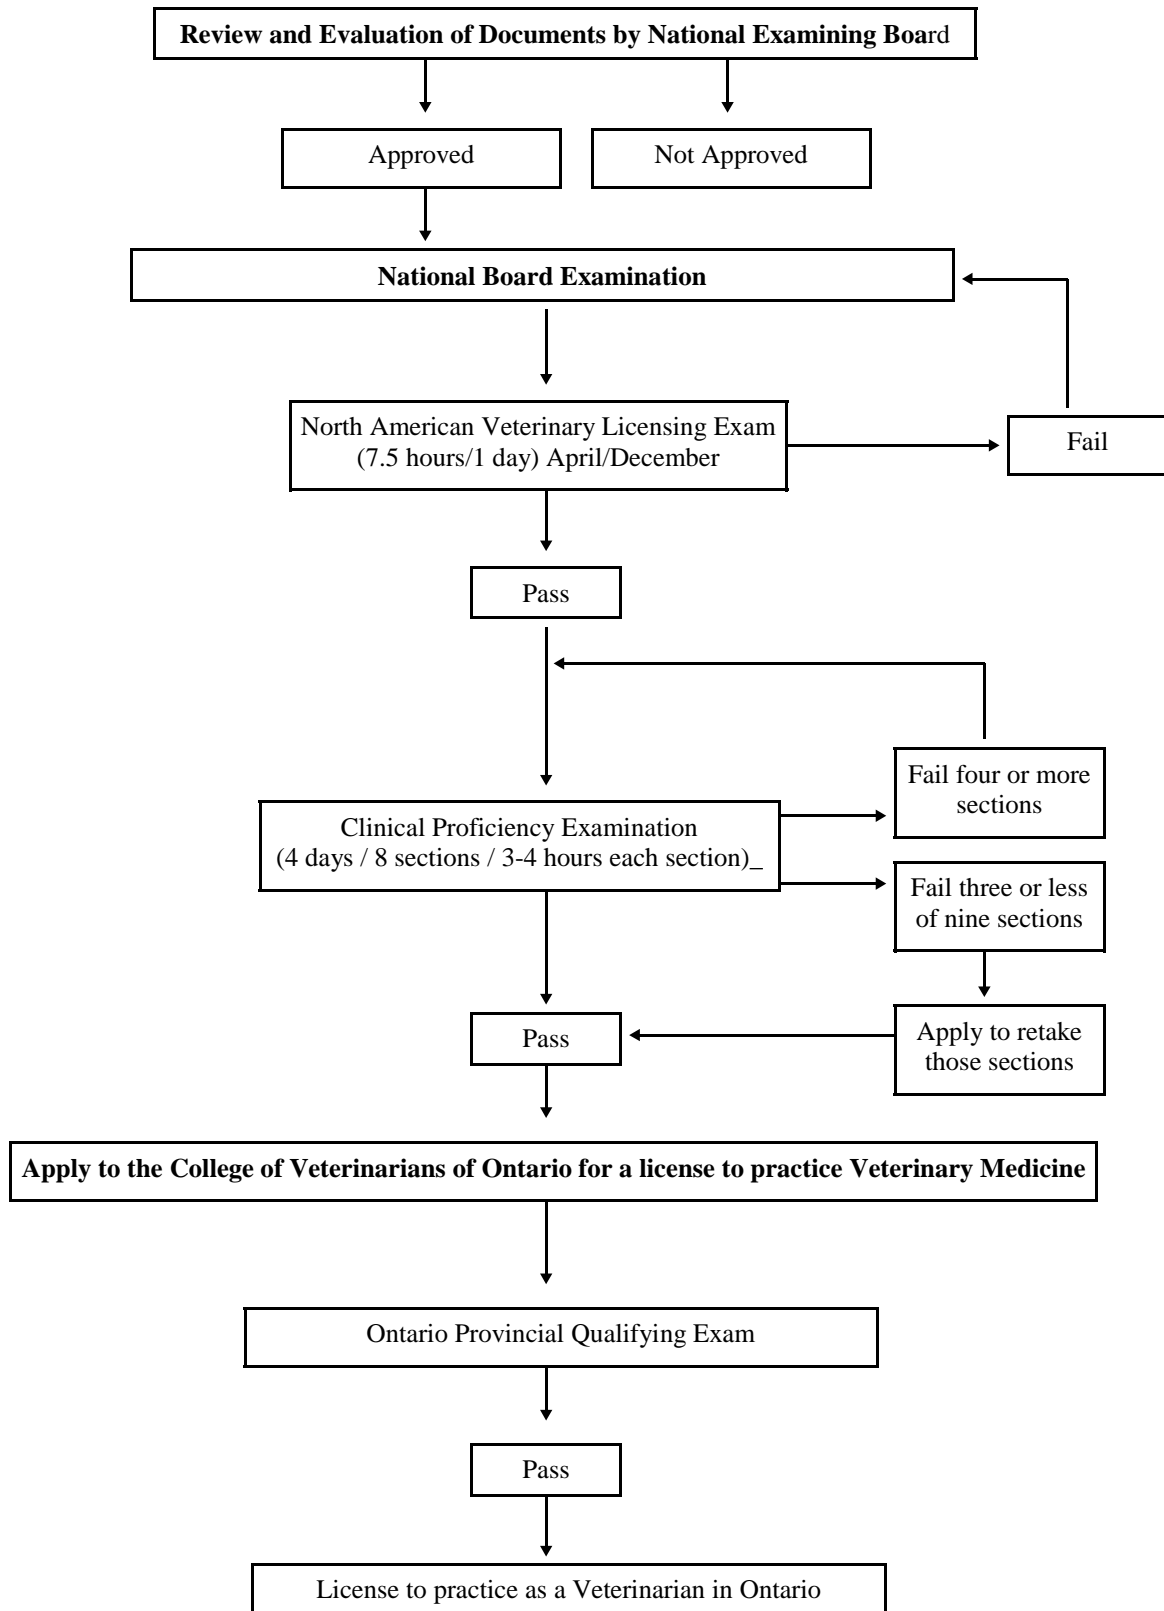 Review and Evaluation of Documents by National Examining Board
Approved
Not Approved
National Board Examination
North American Veterinary Licensing Exam
(7.5 hours/1 day) April/December
Fail
Pass
Fail four or more
sections
Clinical Proficiency Examination
(4 days / 8 sections / 3-4 hours each section)_
Fail three or less
of nine sections
Pass
Apply to retake
those sections
Apply to the College of Veterinarians of Ontario for a license to practice Veterinary Medicine
Ontario Provincial Qualifying Exam
Pass
License to practice as a Veterinarian in Ontario